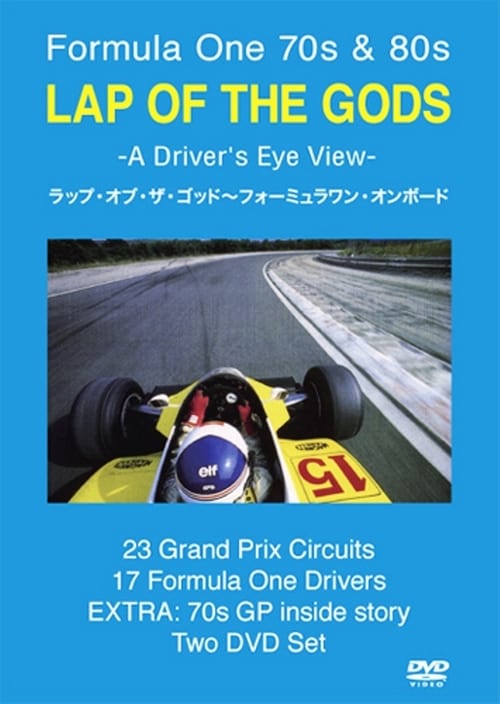 Formula One 70s & 80s
LAP OF THE GODS
-A Driver's Eye View-
ラップ・オブ・ザ・ゴッド～フォーミュラワン・オンボード
elf
15
23 Grand Prix Circuits
17 Formula One Drivers
EXTRA: 70s GP inside story
Two DVD Set
DVD
VIDEO